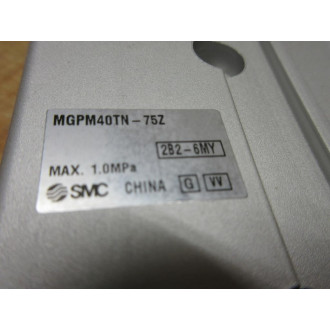 MGPM40TN-75Z
2B2-6MY
MAX. 1.0MPa
SMC CHINA G VV